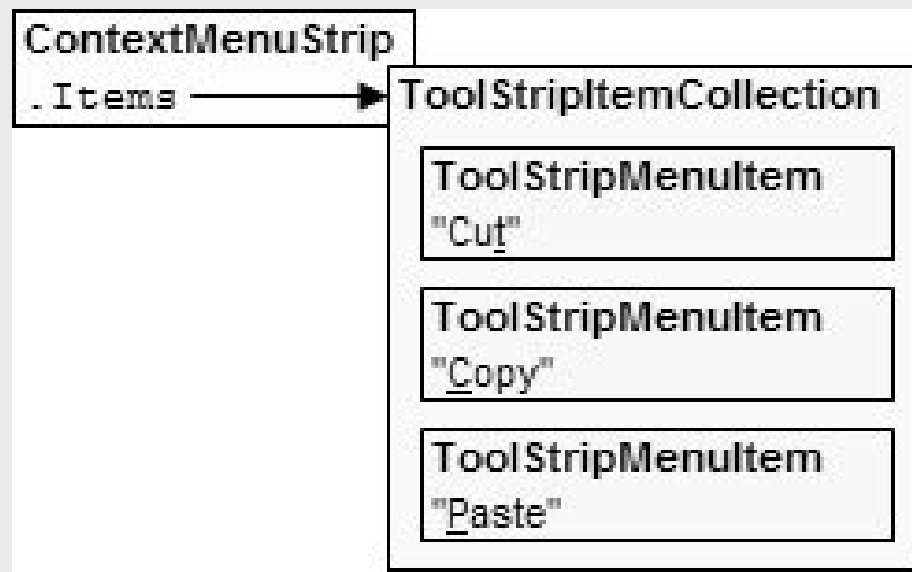 ContextMenuStrip
.Items
ToolStripItemCollection
ToolStripMenuItem
"Cut"
ToolStripMenuItem
"Copy"
ToolStripMenuItem
"Paste"